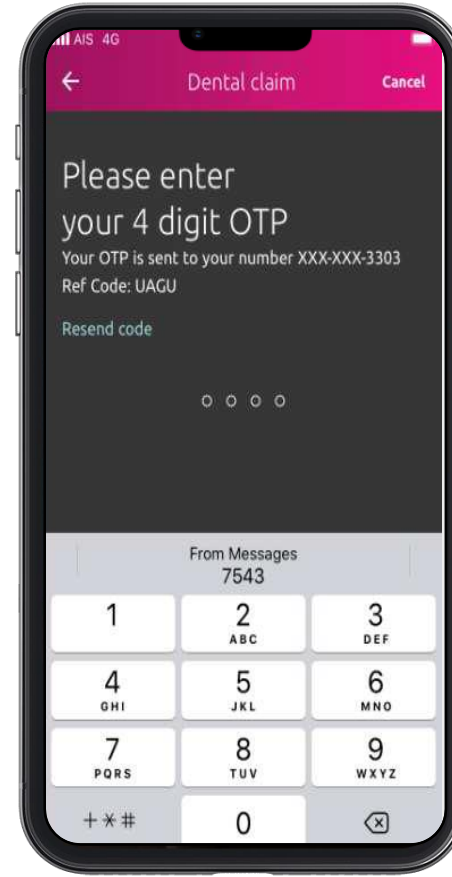 AIS 4G
Dental claim Cancel
Please enter
your 4 digit OTP
Your OTP is sent to your number XXX-XXX-3303
Ref Code: UAGU
Resend code
From Messages
7543
1 2 3
ABC DEF
4 5 6
GHI JKL MNO
7 8 9
PQRS TUV WXYZ
+*# 0